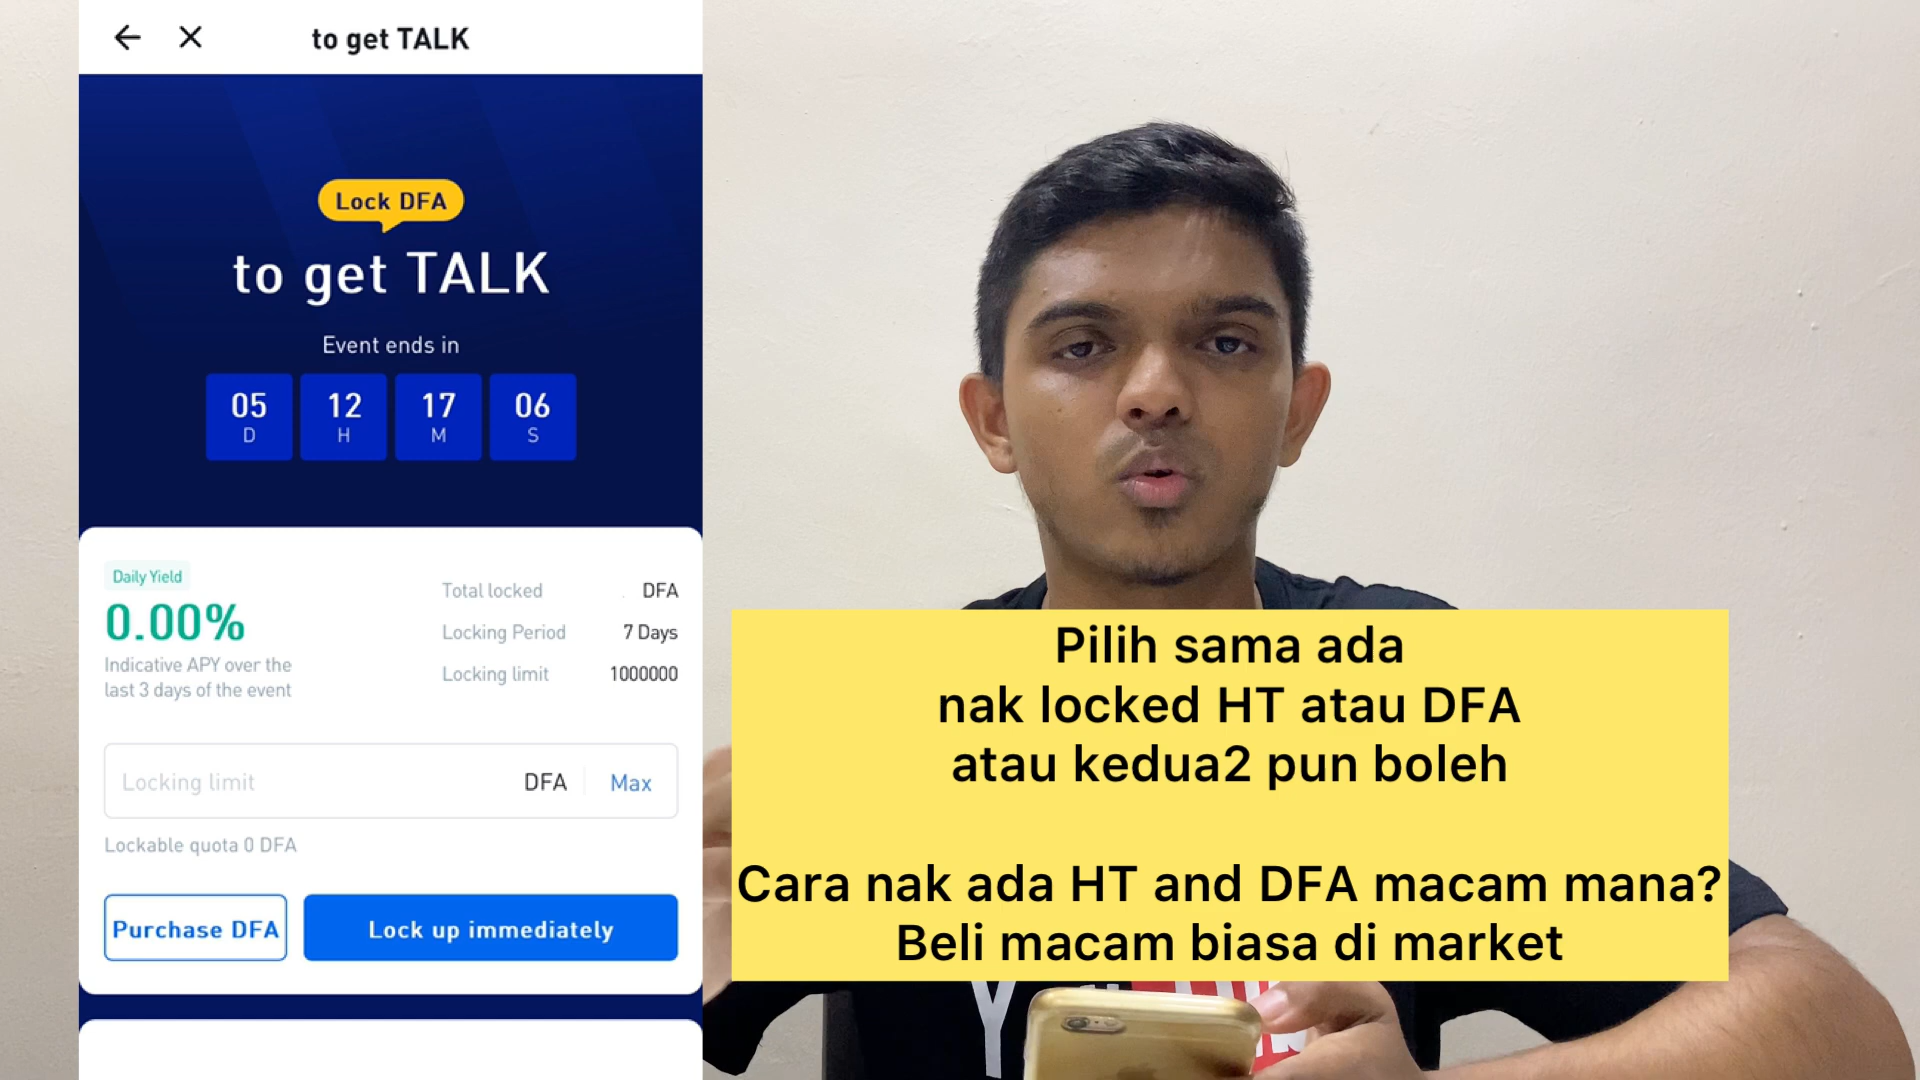 to get TALK
Lock DFA
to get TALK
Event ends in
05 12 17 06
D H M S
Daily Yield
0.00%
Indicative APY over the
last 3 days of the event
Total locked DFA
Locking Period 7 Days
Locking limit 1000000
Locking limit DFA Max
Lockable quota 0 DFA
Purchase DFA Lock up immediately
Pilih sama ada
nak locked HT atau DFA
atau kedua2 pun boleh
Cara nak ada HT and DFA macam mana?
Beli macam biasa di market